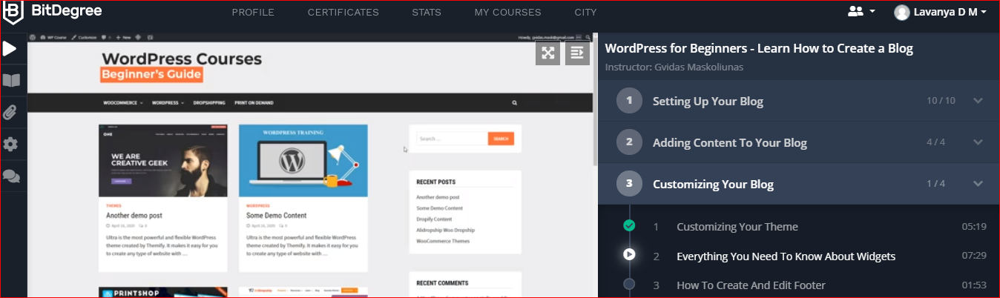 BitDegree
PROFILE CERTIFICATES STATS MY COURSES CITY
Lavanya D M
WP Course Customize 0 + New
WordPress Courses
Beginner's Guide
WOOCOMMERCE WORDPRESS DROPSHIPPING PRINT ON DEMAND
WE ARE
CREATIVE GEEK
THEMES
Another demo post
April 16, 2020 0
Ultra is the most powerful and flexible WordPress
theme created by Themify. It makes it easy for you
to create any type of website with ....
PRINTSHOP
WORDPRESS TRAINING
WORDPRESS
Some Demo Content
April 16, 2020 0
Ultra is the most powerful and flexible WordPress
theme created by Themify. It makes it easy for you
to create any type of website with ....
Search ...
SEARCH
RECENT POSTS
Another demo post
Some Demo Content
Dropify Content
Alidropship Woo Dropship
WooCommerce Themes
RECENT COMMENTS
WordPress for Beginners - Learn How to Create a Blog
Instructor: Gvidas Maskoliunas
1 Setting Up Your Blog 10 / 10
2 Adding Content To Your Blog 4 / 4
3 Customizing Your Blog 1 / 4
1 Customizing Your Theme 05:19
2 Everything You Need To Know About Widgets 07:29
3 How To Create And Edit Footer 01:53